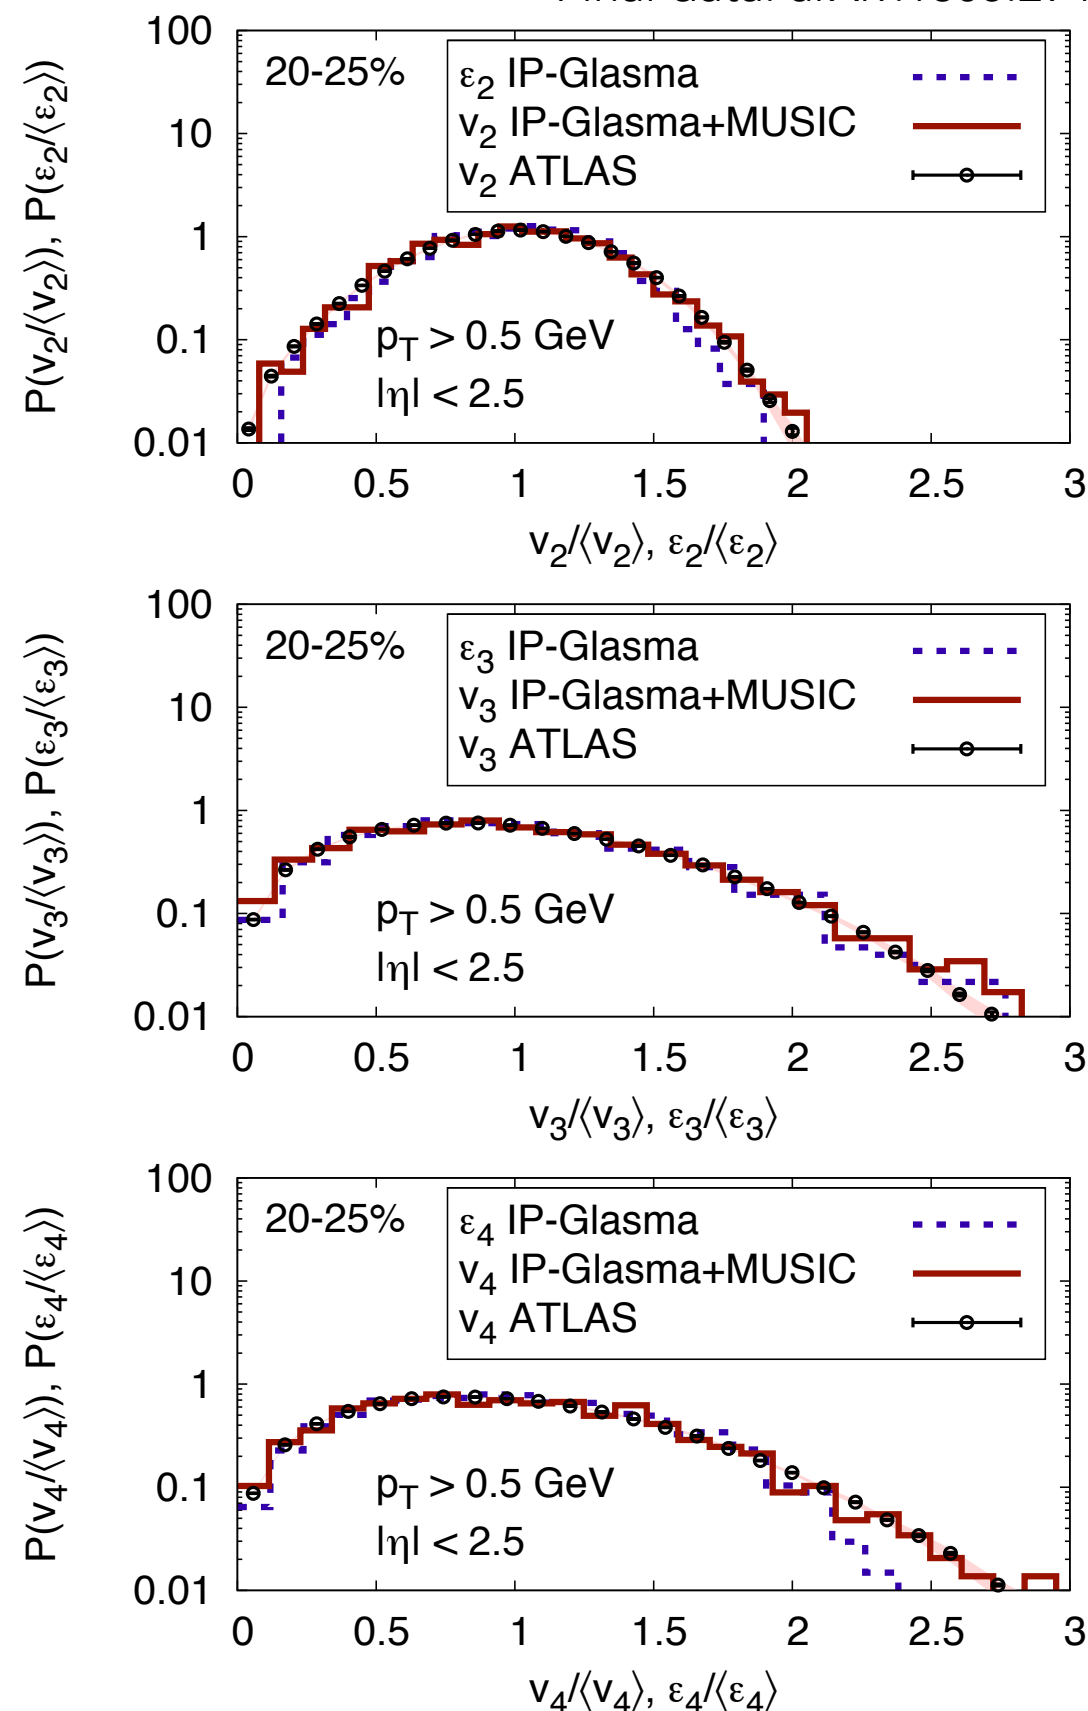 100
20-25%
ε2 IP-Glasma
v2 IP-Glasma+MUSIC
v2 ATLAS
10
1
0.1
0.01
P(v2/⟨v2⟩), P(ε2/⟨ε2⟩)
pT > 0.5 GeV
|η| < 2.5
0 0.5 1 1.5 2 2.5 3
v2/⟨v2⟩, ε2/⟨ε2⟩
100
20-25%
ε3 IP-Glasma
v3 IP-Glasma+MUSIC
v3 ATLAS
10
1
0.1
0.01
P(v3/⟨v3⟩), P(ε3/⟨ε3⟩)
pT > 0.5 GeV
|η| < 2.5
0 0.5 1 1.5 2 2.5 3
v3/⟨v3⟩, ε3/⟨ε3⟩
100
20-25%
ε4 IP-Glasma
v4 IP-Glasma+MUSIC
v4 ATLAS
10
1
0.1
0.01
P(v4/⟨v4⟩), P(ε4/⟨ε4⟩)
pT > 0.5 GeV
|η| < 2.5
0 0.5 1 1.5 2 2.5 3
v4/⟨v4⟩, ε4/⟨ε4⟩